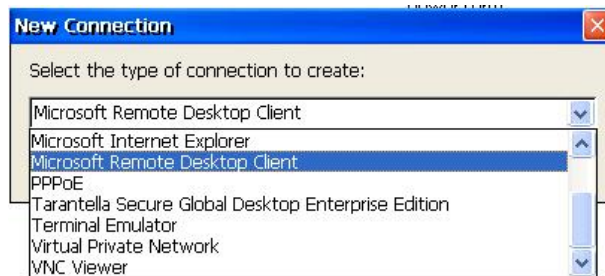 New Connection
Select the type of connection to create:
Microsoft Remote Desktop Client
Microsoft Internet Explorer
Microsoft Remote Desktop Client
PPPoE
Tarantella Secure Global Desktop Enterprise Edition
Terminal Emulator
Virtual Private Network
VNC Viewer